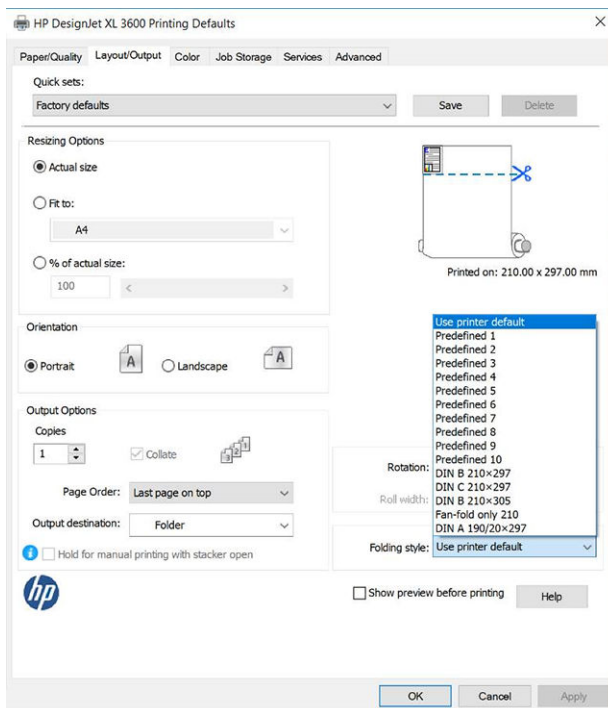 HP DesignJet XL 3600 Printing Defaults
Paper/Quality Layout/Output Color Job Storage Services Advanced
Quick sets:
Factory defaults
Save
Delete
Resizing Options
Actual size
Fit to:
A4
% of actual size:
100
Printed on: 210.00 x 297.00 mm
Orientation
Portrait
A
Landscape
A
Output Options
Copies
1
Collate
Page Order: Last page on top
Output destination: Folder
Hold for manual printing with stacker open
Use printer default
Predefined 1
Predefined 2
Predefined 3
Predefined 4
Predefined 5
Predefined 6
Predefined 7
Predefined 8
Predefined 9
Predefined 10
DIN B 210×297
DIN C 210×297
DIN B 210×305
Fan-fold only 210
DIN A 190/20×297
Rotation:
Roll width:
Folding style: Use printer default
hp
Show preview before printing
Help
OK
Cancel
Apply